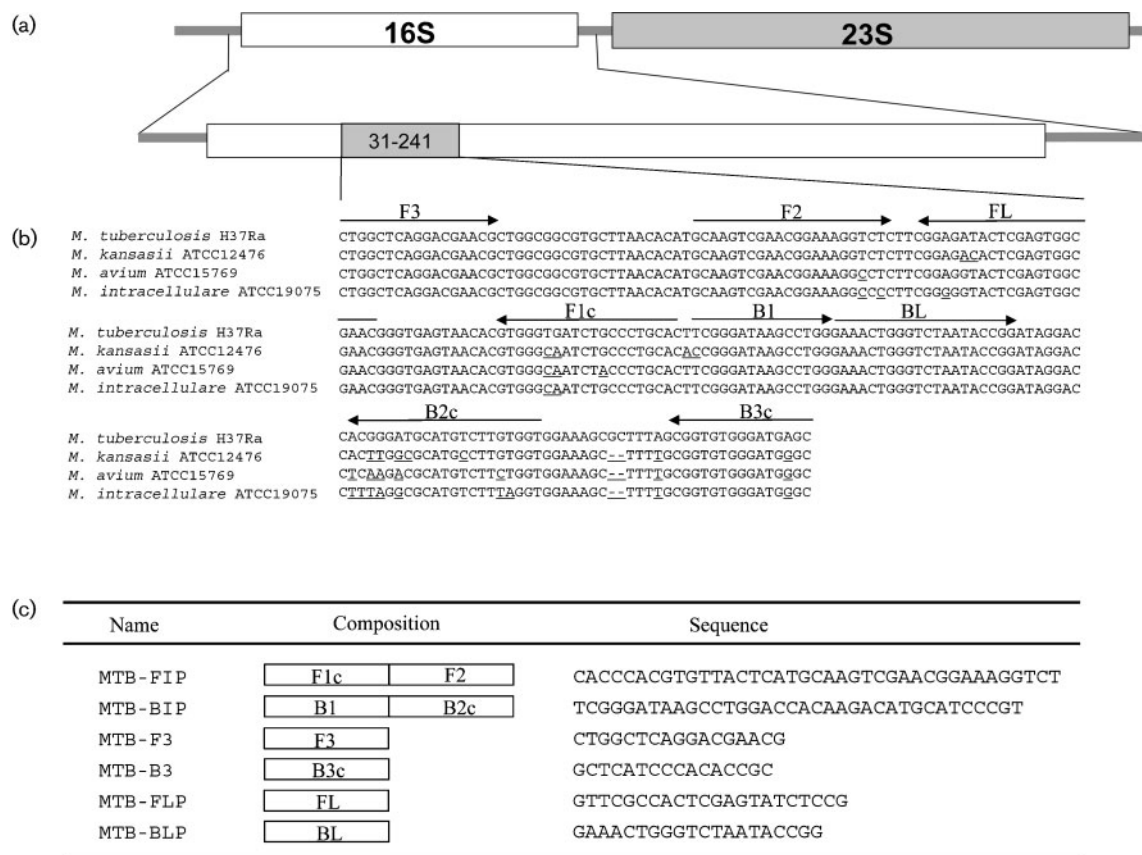 (a)
16S 23S
31-241
(b)
F3 F2 FL
M. tuberculosis H37Ra CTGGCTCAGGACGAACGCTGGCGGCGTGCTTAACACATGCAAGTCGAACGGAAAGGTCTCTTCGGAGATACTCGAGTGGC
M. kansasii ATCC12476 CTGGCTCAGGACGAACGCTGGCGGCGTGCTTAACACATGCAAGTCGAACGGAAAGGTCTCTTCGGAGACACTCGAGTGGC
M. avium ATCC15769 CTGGCTCAGGACGAACGCTGGCGGCGTGCTTAACACATGCAAGTCGAACGGAAAGGCCTCTTCGGAGGTACTCGAGTGGC
M. intracellulare ATCC19075 CTGGCTCAGGACGAACGCTGGCGGCGTGCTTAACACATGCAAGTCGAACGGAAAGGCCCCTTCGGGGGTACTCGAGTGGC
F1c B1 BL
M. tuberculosis H37Ra GAACGGGTGAGTAACACGTGGGTGATCTGCCCTGCACTTCGGGATAAGCCTGGGAAACTGGGTCTAATACCGGATAGGAC
M. kansasii ATCC12476 GAACGGGTGAGTAACACGTGGGCAATCTGCCCTGCACACCGGGATAAGCCTGGGAAACTGGGTCTAATACCGGATAGGAC
M. avium ATCC15769 GAACGGGTGAGTAACACGTGGGCAATCTACCCTGCACTTCGGGATAAGCCTGGGAAACTGGGTCTAATACCGGATAGGAC
M. intracellulare ATCC19075 GAACGGGTGAGTAACACGTGGGCAATCTGCCCTGCACTTCGGGATAAGCCTGGGAAACTGGGTCTAATACCGGATAGGAC
B2c B3c
M. tuberculosis H37Ra CACGGGATGCATGTCTTGTGGTGGAAAGCGCTTTAGCGGTGTGGGATGAGC
M. kansasii ATCC12476 CACTTGGCGCATGCCTTGTGGTGGAAAGC--TTTTGCGGTGTGGGATGGGC
M. avium ATCC15769 CTCAAGACGCATGTCTTCTGGTGGAAAGC--TTTTGCGGTGTGGGATGGGC
M. intracellulare ATCC19075 CTTTAGGCGCATGTCTTTAGGTGGAAAGC--TTTTGCGGTGTGGGATGGGC
(c)
Name Composition Sequence
MTB-FIP F1c F2 CACCCACGTGTTACTCATGCAAGTCGAACGGAAAGGTCT
MTB-BIP B1 B2c TCGGGATAAGCCTGGACCACAAGACATGCATCCCGT
MTB-F3 F3 CTGGCTCAGGACGAACG
MTB-B3 B3c GCTCATCCCACACCGC
MTB-FLP FL GTTCGCCACTCGAGTATCTCCG
MTB-BLP BL GAAACTGGGTCTAATACCGG